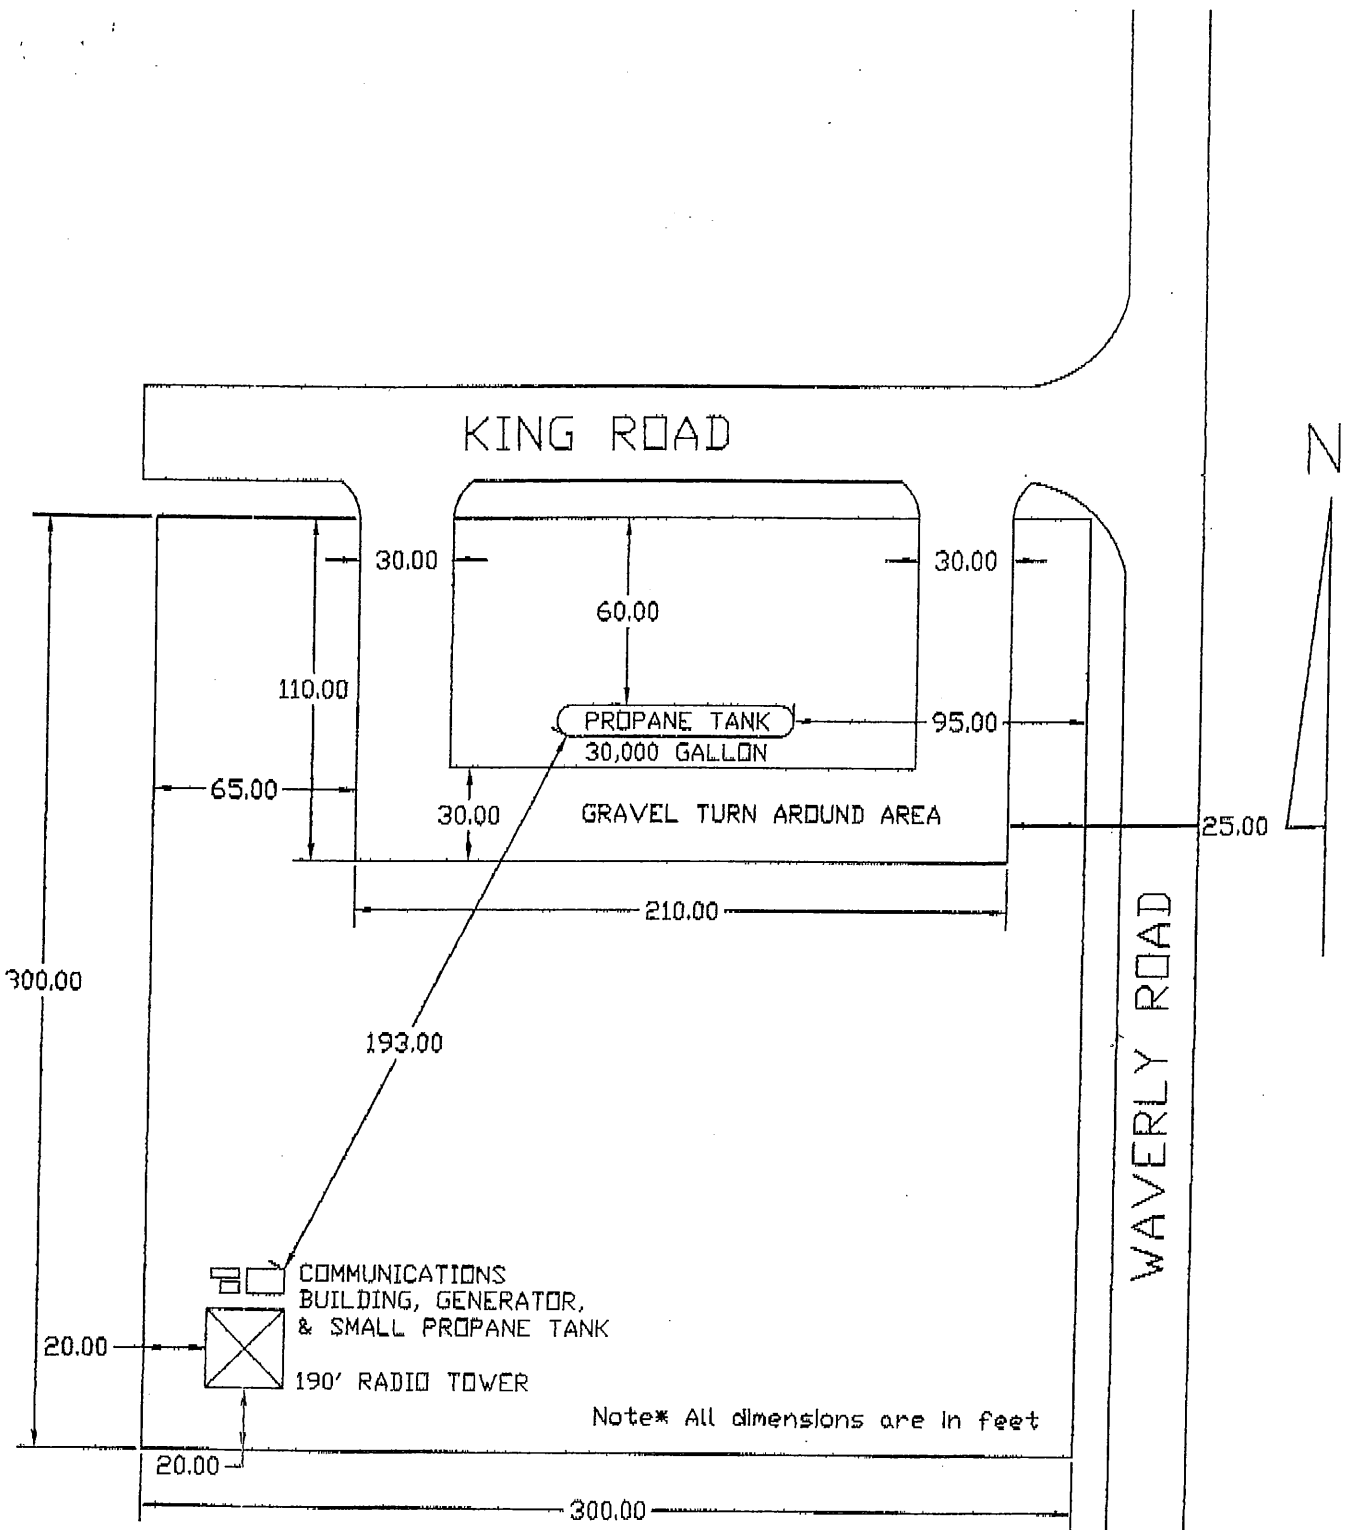 KING ROAD
N
30.00
30.00
60.00
110.00
PROPANE TANK
95.00
30,000 GALLON
65.00
30.00
GRAVEL TURN AROUND AREA
25.00
210.00
300.00
WAVERLY ROAD
193.00
COMMUNICATIONS
BUILDING, GENERATOR,
& SMALL PROPANE TANK
20.00
190' RADIO TOWER
Note* All dimensions are in feet
20.00
300.00